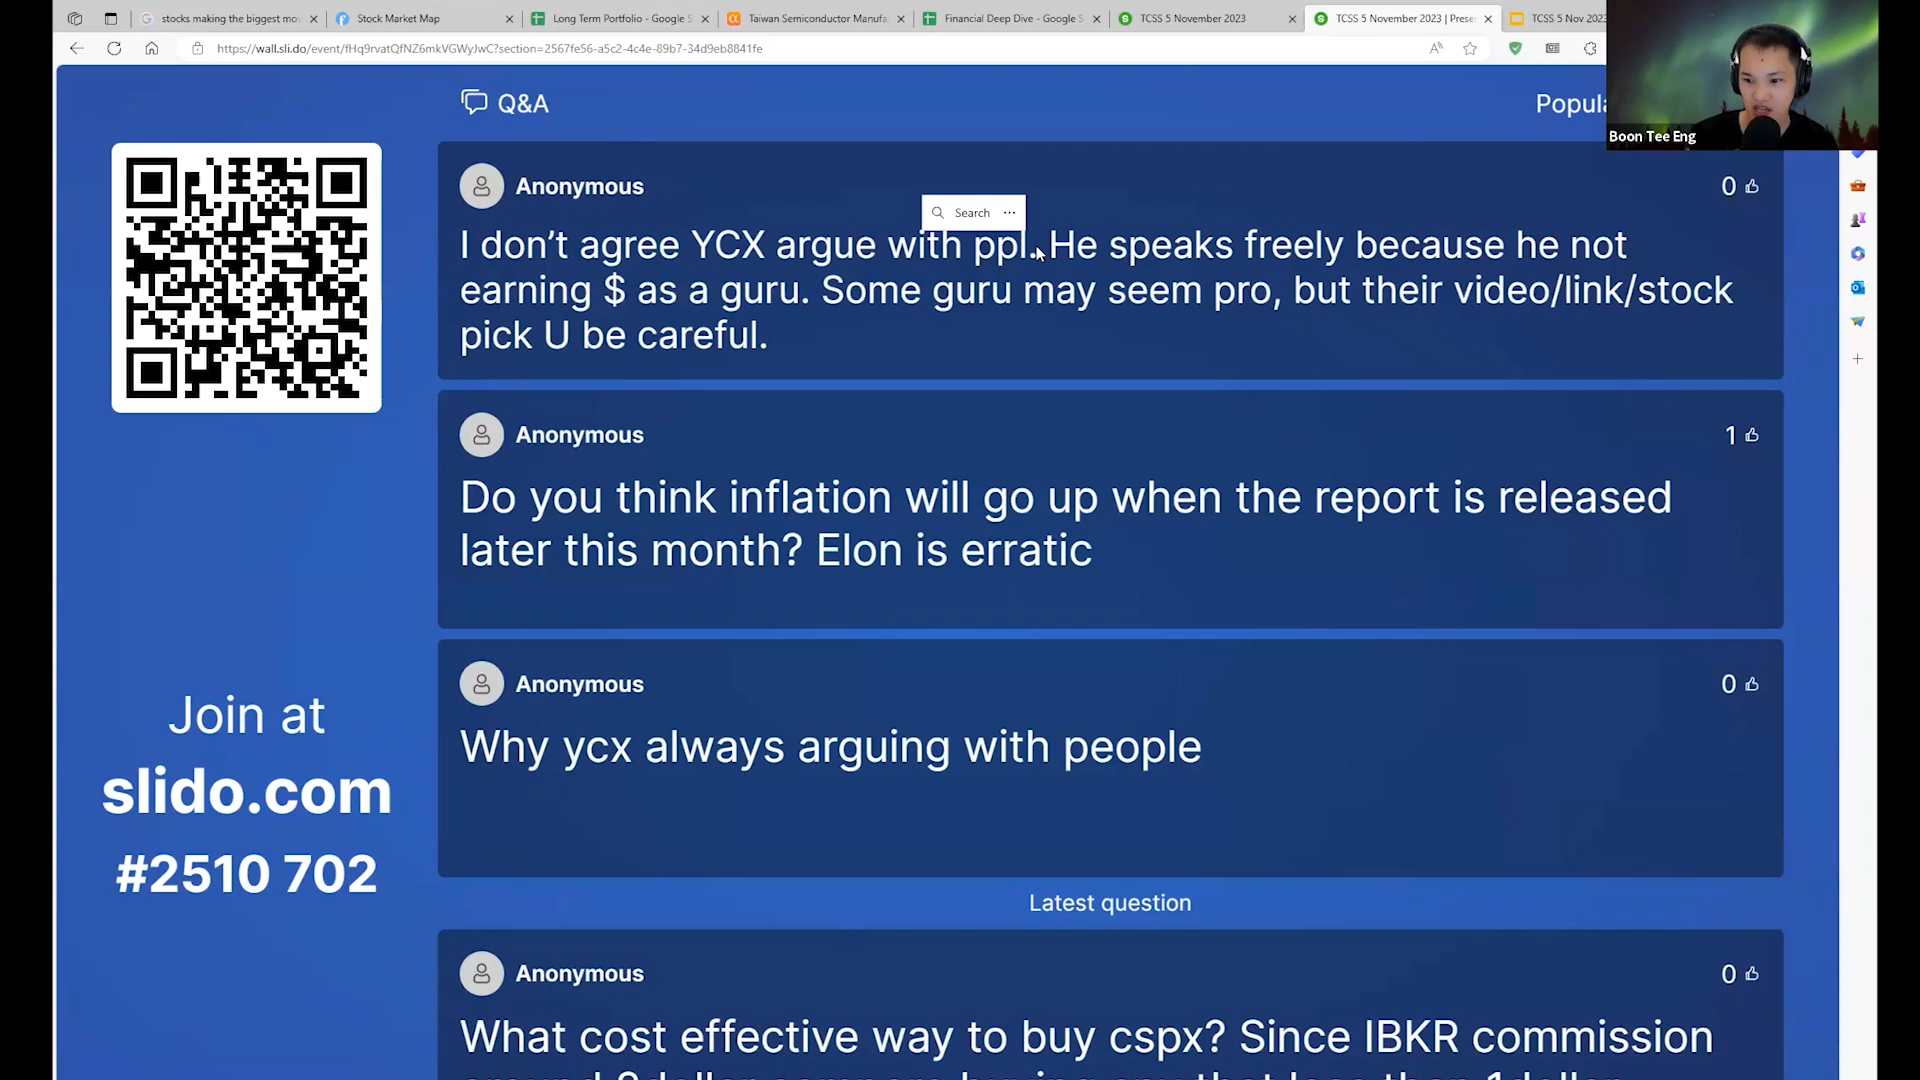 stocks making the biggest mo
Stock Market Map
Long Term Portfolio - Google S
Taiwan Semiconductor Manufa
Financial Deep Dive - Google S
TCSS 5 November 2023
TCSS 5 November 2023 | Prese
TCSS 5 Nov 2023
https://wall.sli.do/event/fHq9rvatQfNZ6mkVGWyJwC?section=2567fe56-a5c2-4c4e-89b7-34d9eb8841fe
Boon Tee Eng
Q&A
Popula
Anonymous
0
Search ...
I don't agree YCX argue with ppl. He speaks freely because he not
earning $ as a guru. Some guru may seem pro, but their video/link/stock
pick U be careful.
Anonymous
1
Do you think inflation will go up when the report is released
later this month? Elon is erratic
Anonymous
0
Why ycx always arguing with people
Join at
slido.com
#2510 702
Latest question
Anonymous
0
What cost effective way to buy cspx? Since IBKR commission